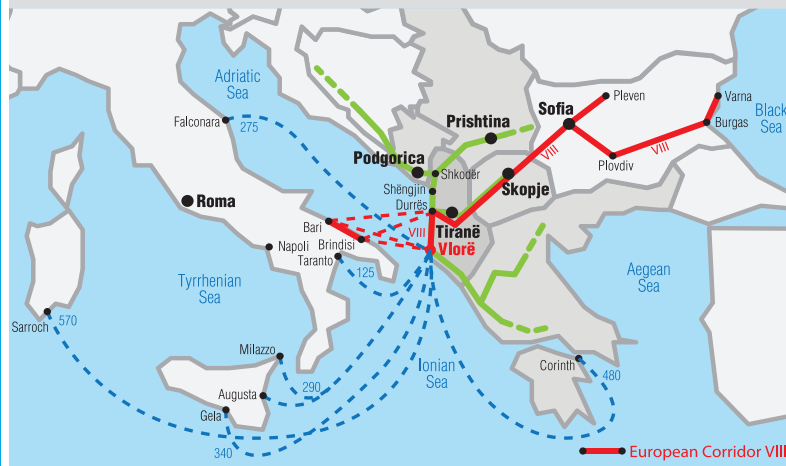 Adriatic
Sea
Falconara
275
Prishtina
Sofia
Pleven
Varna
Black
Sea
Burgas
VIII
VIII
Plovdiv
Podgorica
Shkodër
Shëngjin
Durrës
Skopje
Roma
Tiranë
Bari
VIII
Vlorë
Napoli
Brindisi
Taranto
125
Tyrrhenian
Sea
Aegean
Sea
Sarroch
570
Milazzo
290
Augusta
Gela
340
Ionian
Sea
Corinth
480
European Corridor VIII